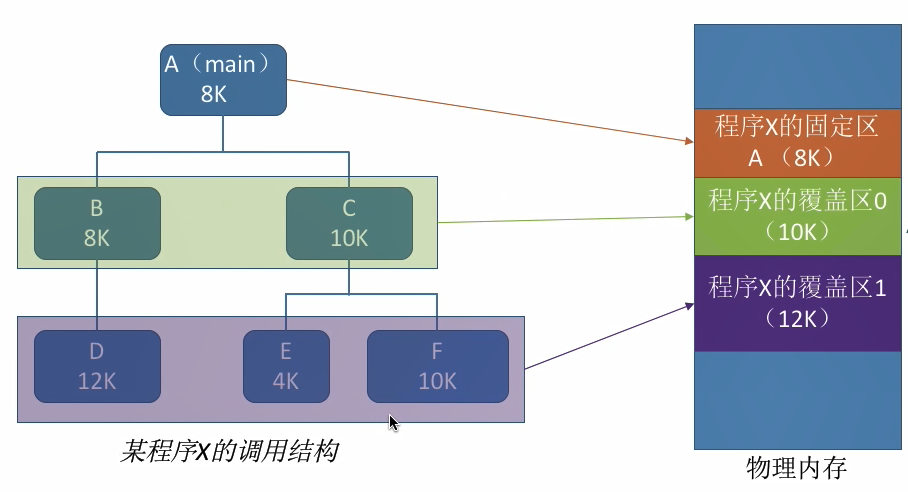 A（main）
8K
B
8K
C
10K
D
12K
E
4K
F
10K
某程序X的调用结构
程序X的固定区
A （8K）
程序X的覆盖区0
（10K）
程序X的覆盖区1
（12K）
物理内存